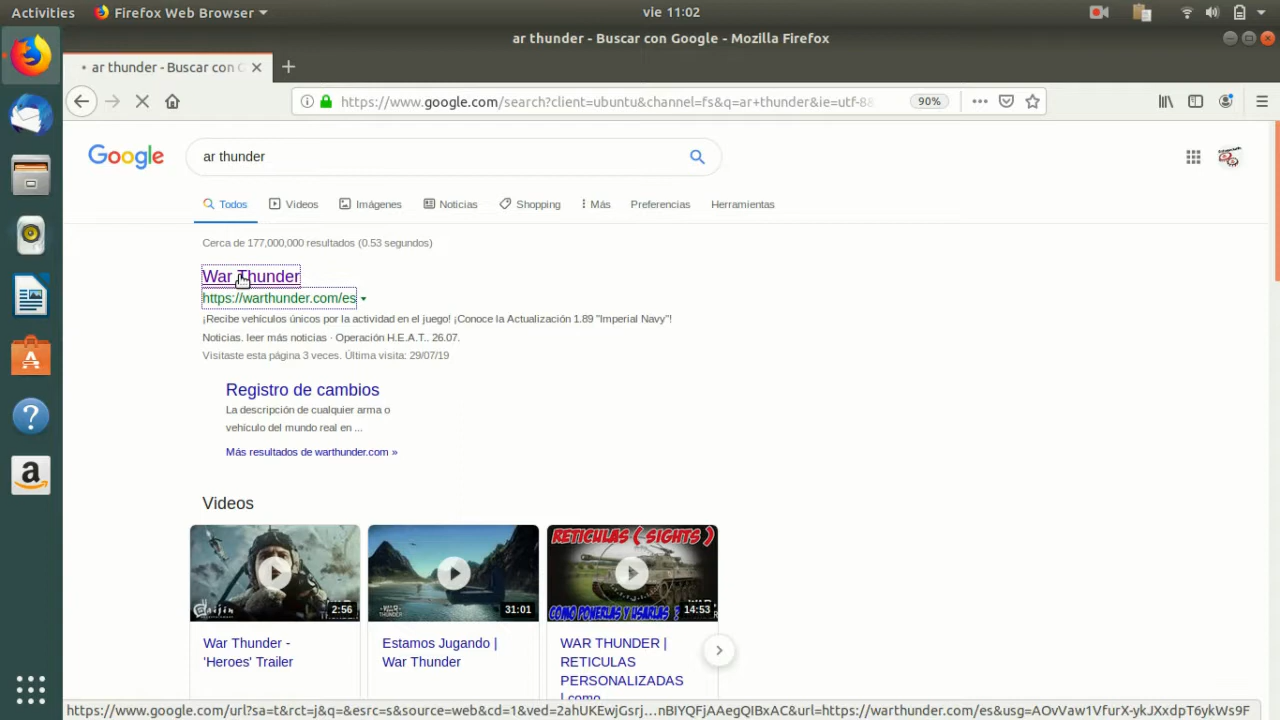 Activities Firefox Web Browser vie 11:02
ar thunder - Buscar con Google - Mozilla Firefox
ar thunder - Buscar con G
https://www.google.com/search?client=ubuntu&channel=fs&q=ar+thunder&ie=utf-8& 90%
Google ar thunder
Todos Videos Imágenes Noticias Shopping Más Preferencias Herramientas
Cerca de 177,000,000 resultados (0.53 segundos)
War Thunder
https://warthunder.com/es
¡Recibe vehículos únicos por la actividad en el juego! ¡Conoce la Actualización 1.89 "Imperial Navy"!
Noticias. leer más noticias · Operación H.E.A.T.. 26.07.
Visitaste esta página 3 veces. Última visita: 29/07/19
Registro de cambios
La descripción de cualquier arma o
vehículo del mundo real en ...
Más resultados de warthunder.com »
Videos
Gaijin
2:56
WAR THUNDER
31:01
RETICULAS ( SIGHTS )
COMO PONERLAS Y USARLAS ?
14:53
War Thunder -
'Heroes' Trailer
Estamos Jugando |
War Thunder
WAR THUNDER |
RETICULAS
PERSONALIZADAS
| como
https://www.google.com/url?sa=t&rct=j&q=&esrc=s&source=web&cd=1&ved=2ahUKEwjGsrj…nBIYQFjAAegQIBxAC&url=https://warthunder.com/es&usg=AOvVaw1VfurX-ykJXxdpT6ykWs9F